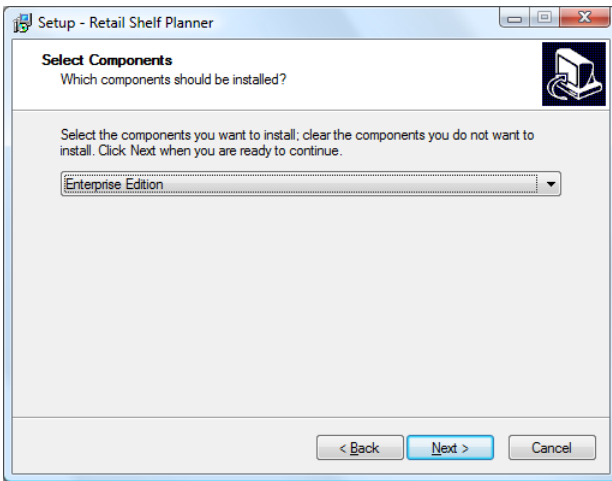 Setup - Retail Shelf Planner
Select Components
Which components should be installed?
Select the components you want to install; clear the components you do not want to
install. Click Next when you are ready to continue.
Enterprise Edition
< Back
Next >
Cancel